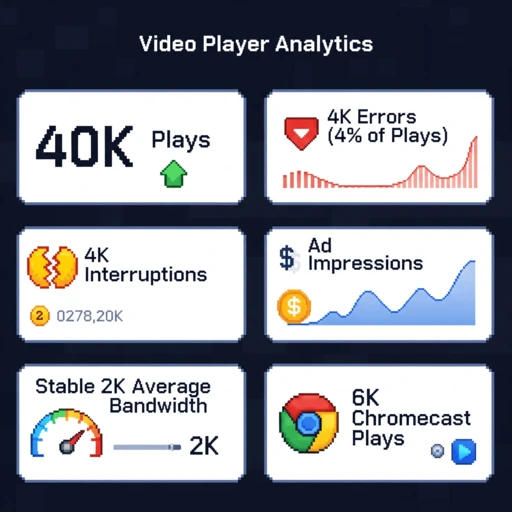 Video Player Analytics
40K Plays
4K Errors
(4% of Plays)
4K
Interruptions
2 0278,20K
$ Ad
Impressions
$
Stable 2K Average
Bandwidth
2K
6K
Chromecast
Plays